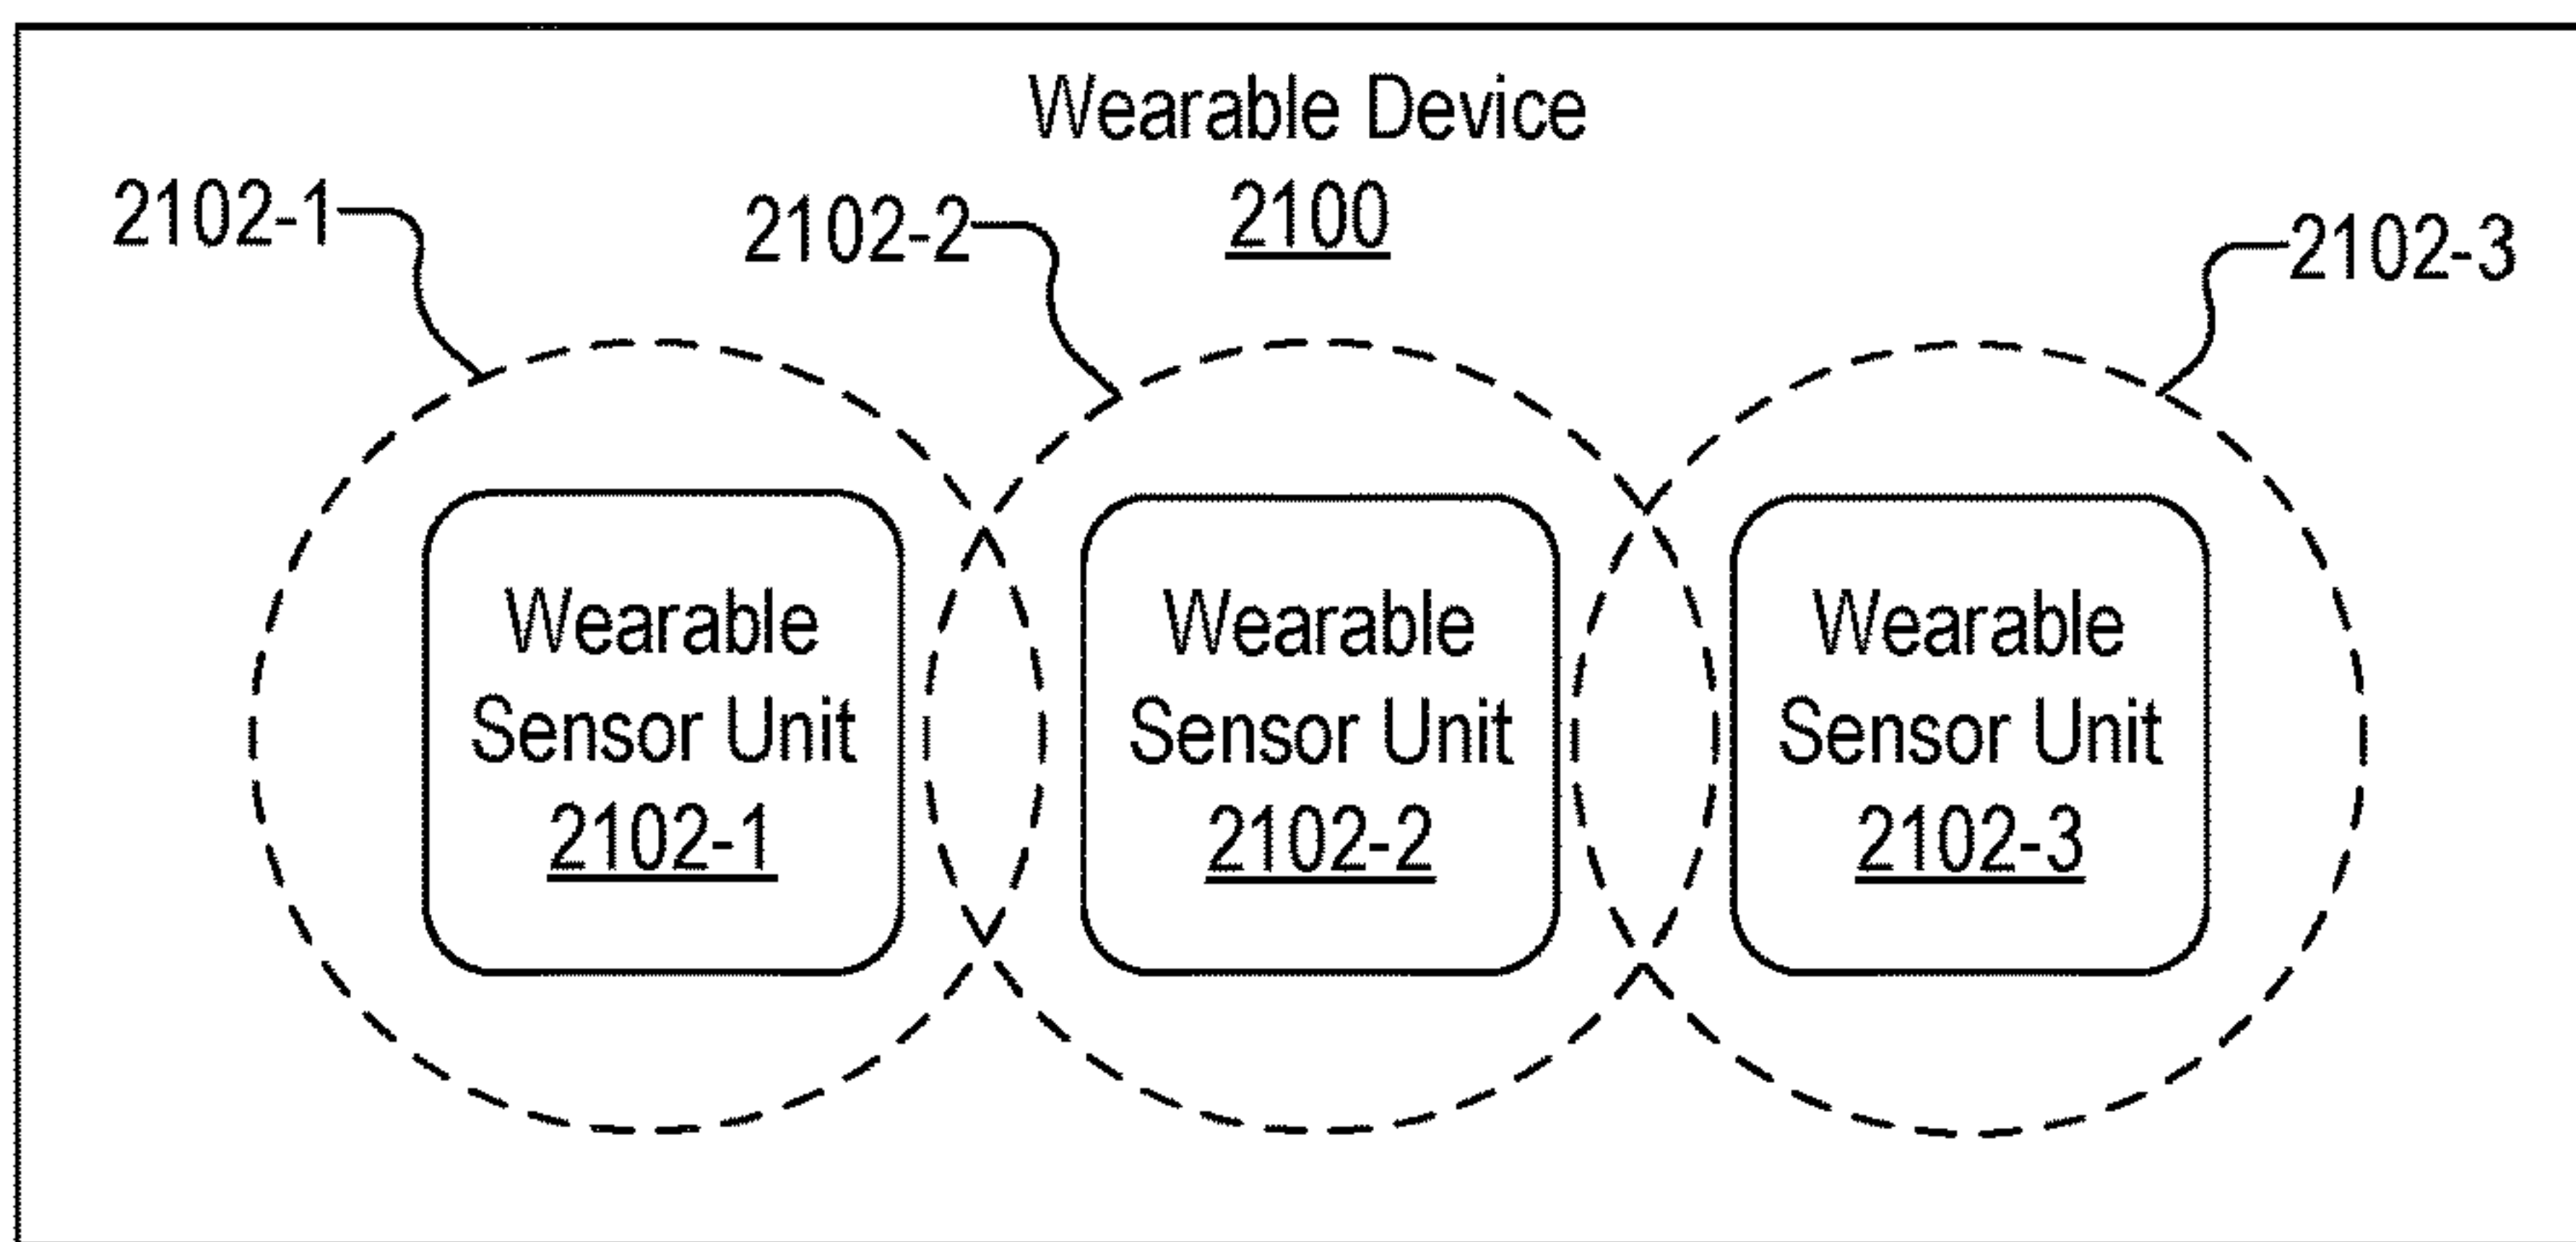 Wearable Device
2100
2102-1
2102-2
2102-3
Wearable
Sensor Unit
2102-1
Wearable
Sensor Unit
2102-2
Wearable
Sensor Unit
2102-3